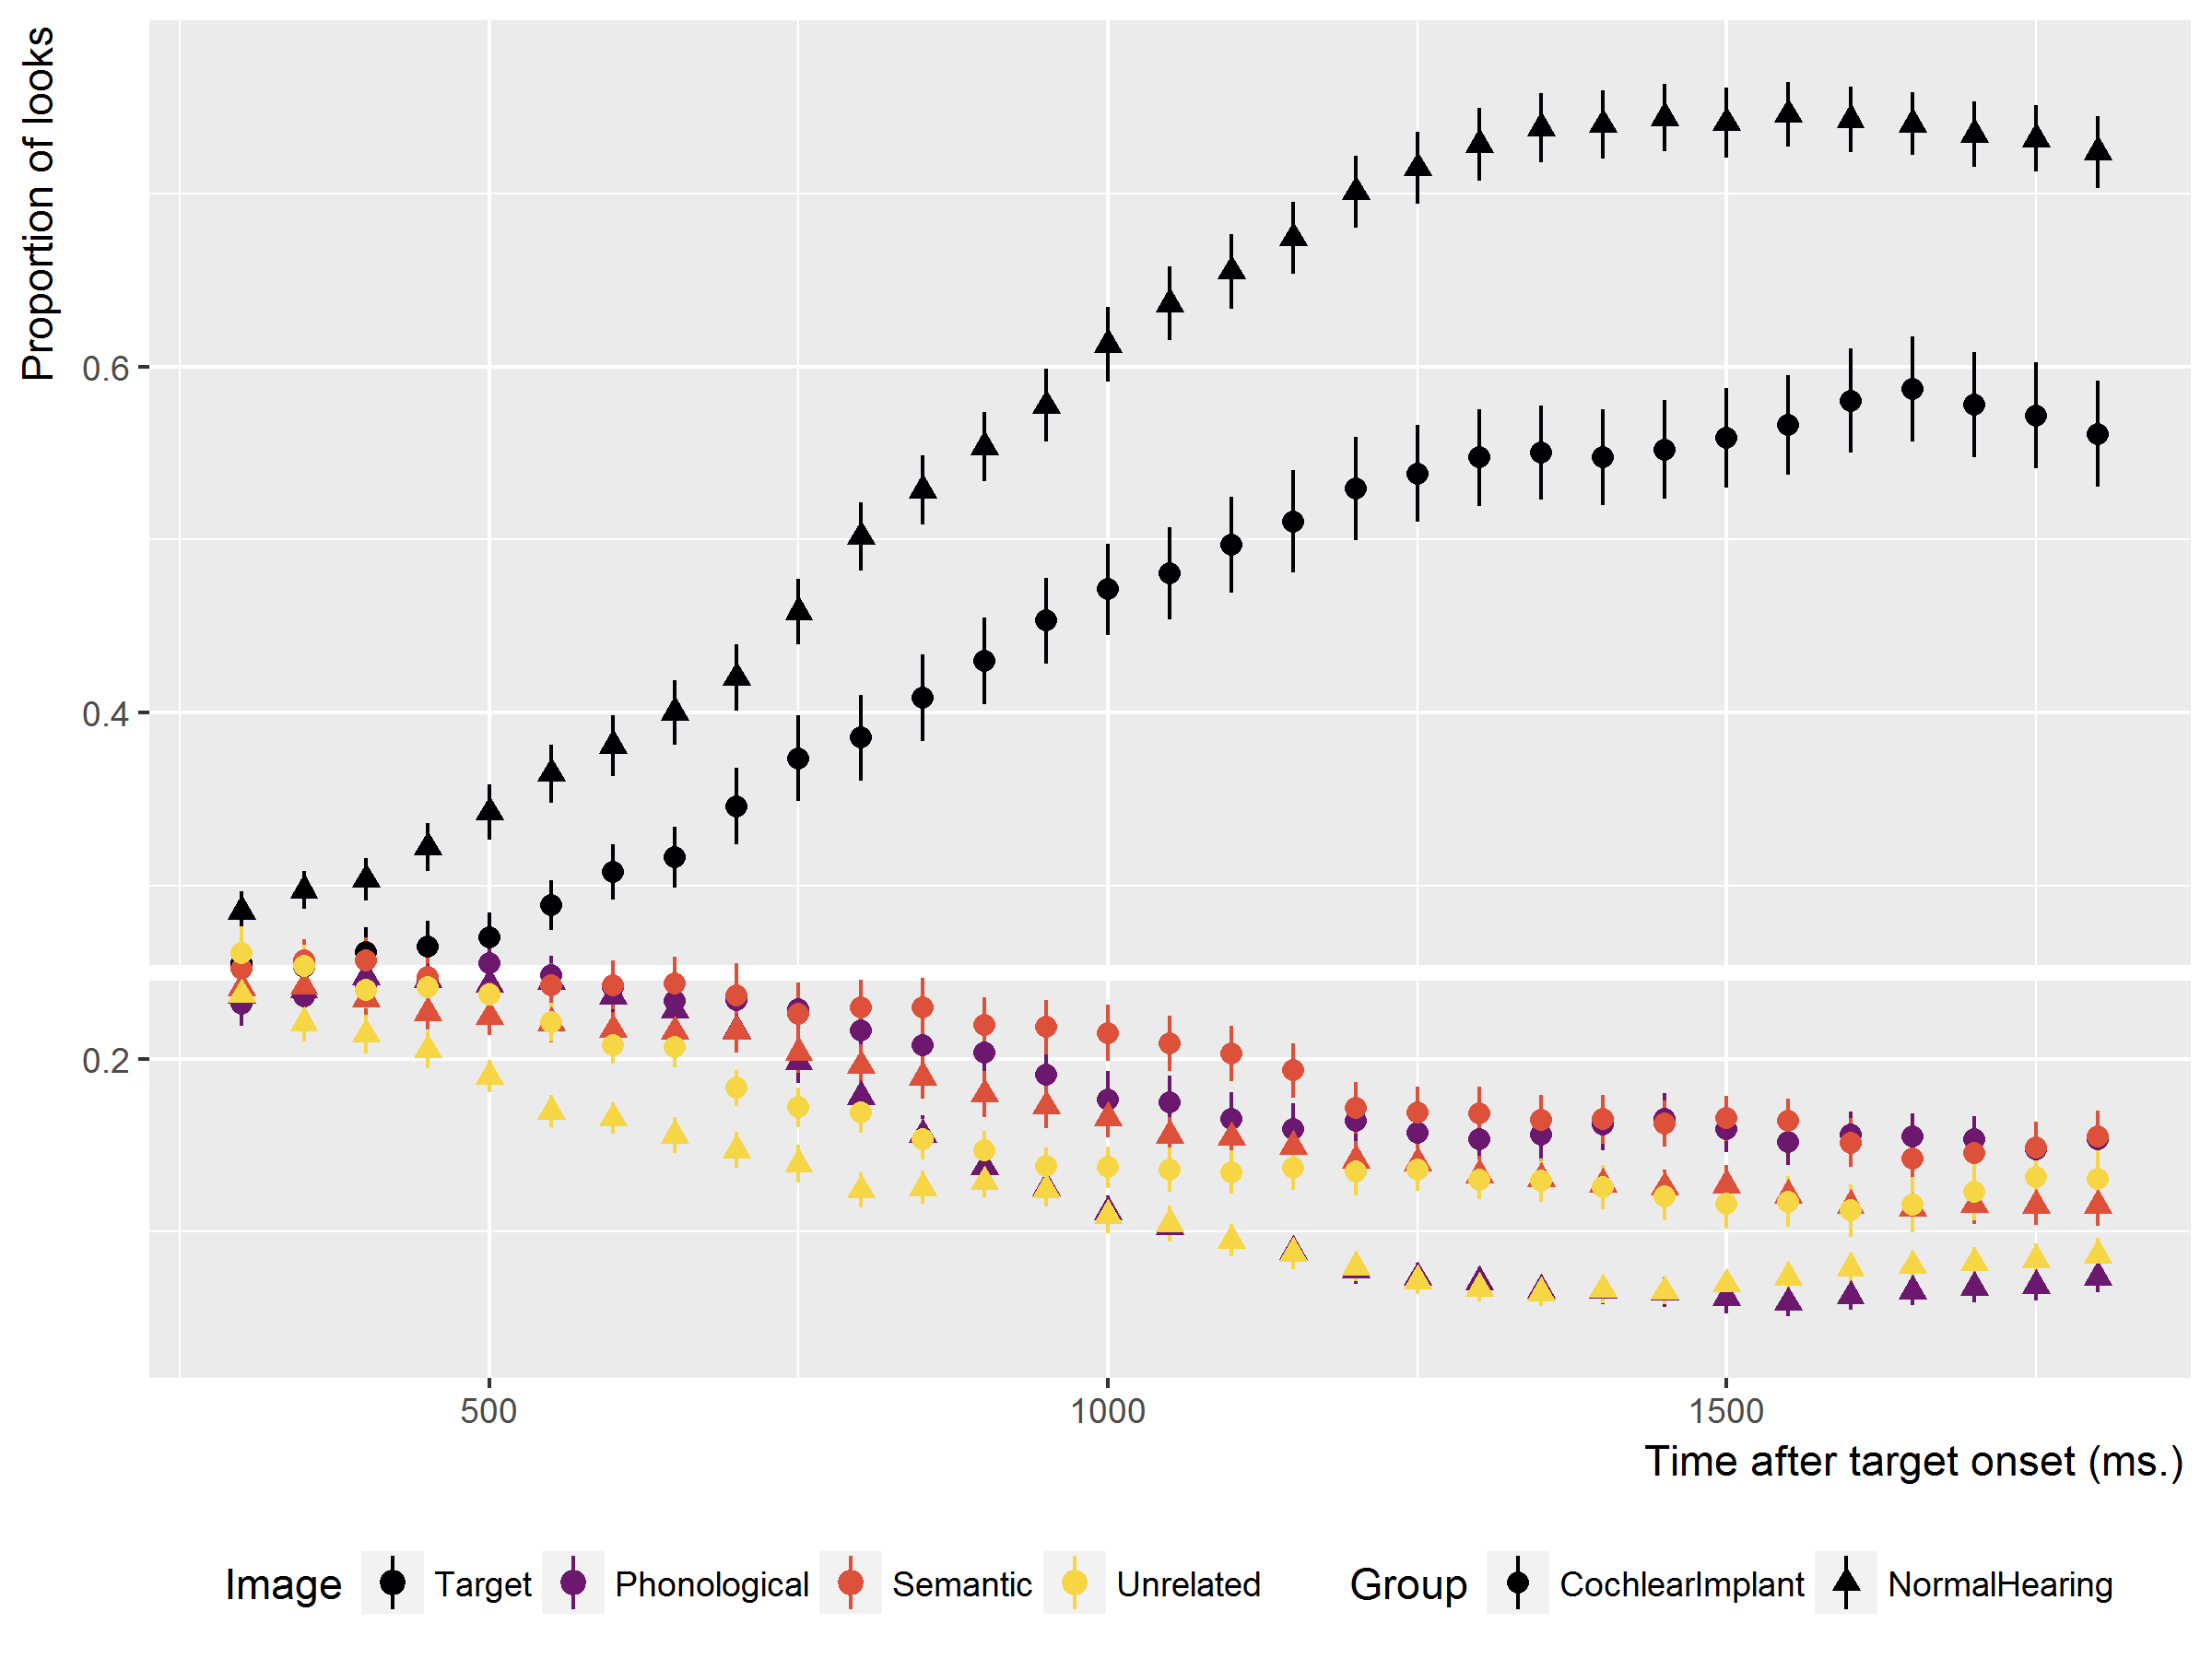 Proportion of looks
0.6
0.4
0.2
500 1000 1500
Time after target onset (ms.)
Image Target Phonological Semantic Unrelated Group CochlearImplant NormalHearing